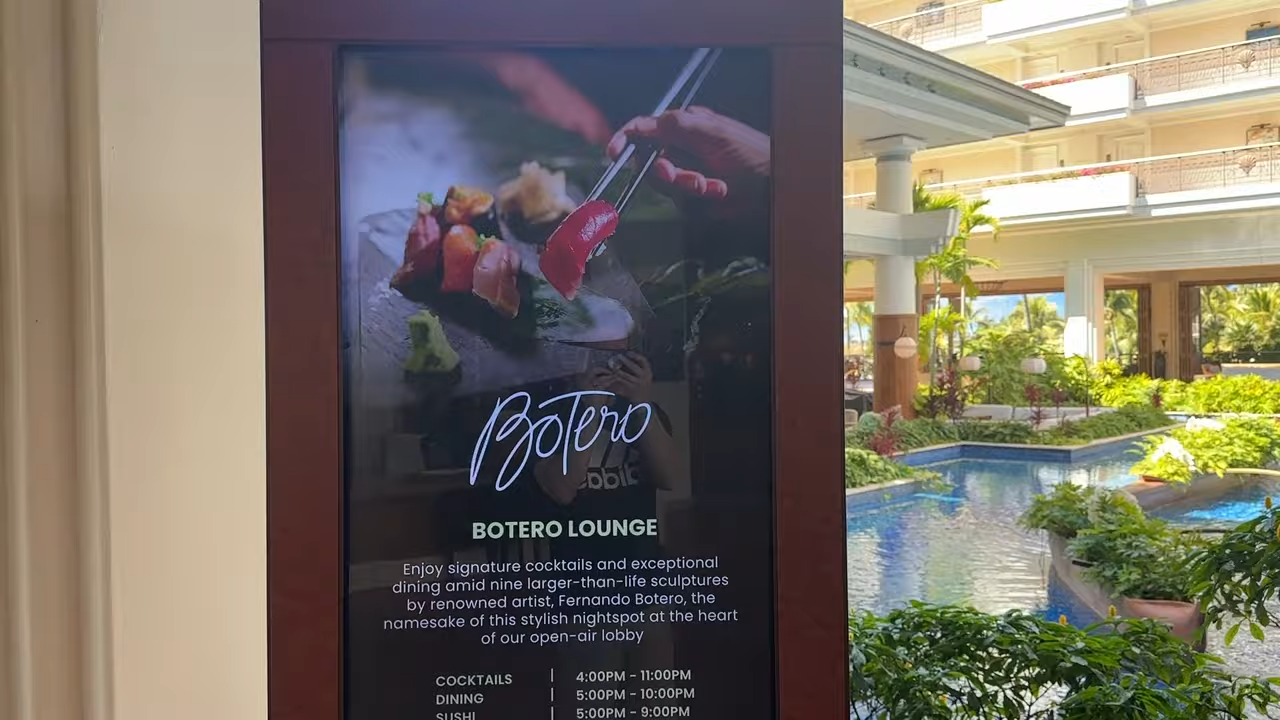 Botero
BOTERO LOUNGE
Enjoy signature cocktails and exceptional
dining amid nine larger-than-life sculptures
by renowned artist, Fernando Botero, the
namesake of this stylish nightspot at the heart
of our open-air lobby
COCKTAILS | 4:00PM - 11:00PM
DINING | 5:00PM - 10:00PM
SUSHI | 5:00PM - 9:00PM